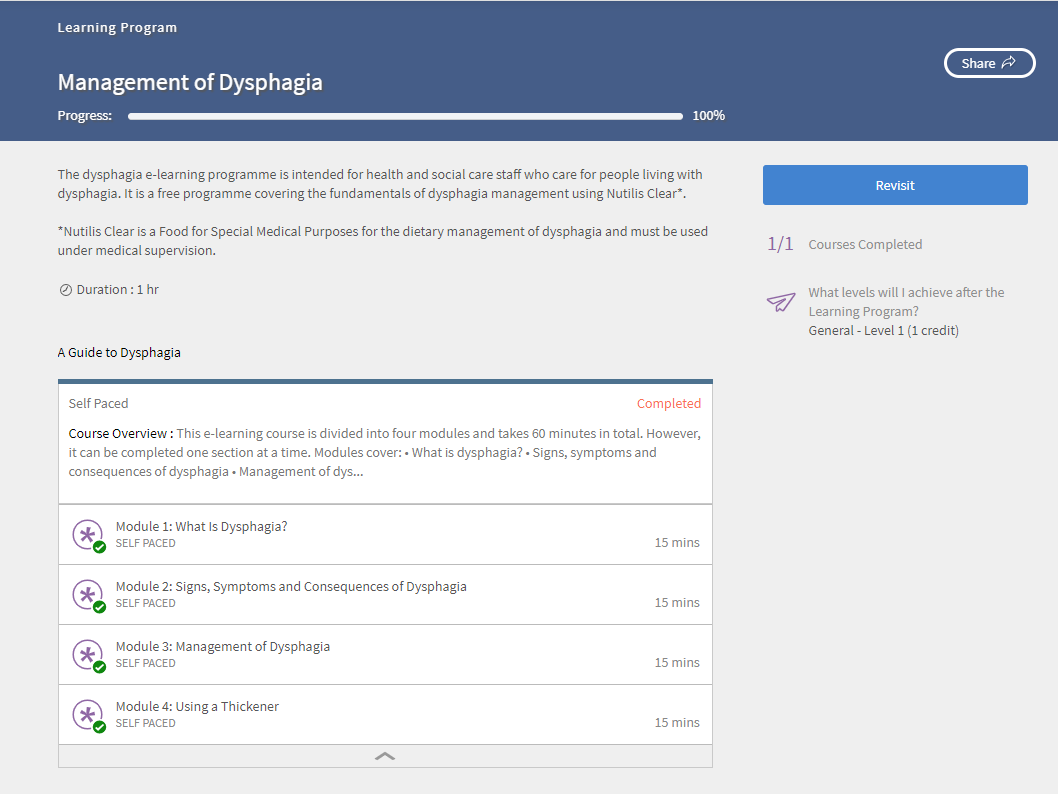 Learning Program
Share
Management of Dysphagia
Progress: 100%
The dysphagia e-learning programme is intended for health and social care staff who care for people living with
dysphagia. It is a free programme covering the fundamentals of dysphagia management using Nutilis Clear*.
*Nutilis Clear is a Food for Special Medical Purposes for the dietary management of dysphagia and must be used
under medical supervision.
Duration : 1 hr
Revisit
1/1 Courses Completed
What levels will I achieve after the
Learning Program?
General - Level 1 (1 credit)
A Guide to Dysphagia
Self Paced Completed
Course Overview : This e-learning course is divided into four modules and takes 60 minutes in total. However,
it can be completed one section at a time. Modules cover: • What is dysphagia? • Signs, symptoms and
consequences of dysphagia • Management of dys...
Module 1: What Is Dysphagia?
SELF PACED 15 mins
Module 2: Signs, Symptoms and Consequences of Dysphagia
SELF PACED 15 mins
Module 3: Management of Dysphagia
SELF PACED 15 mins
Module 4: Using a Thickener
SELF PACED 15 mins